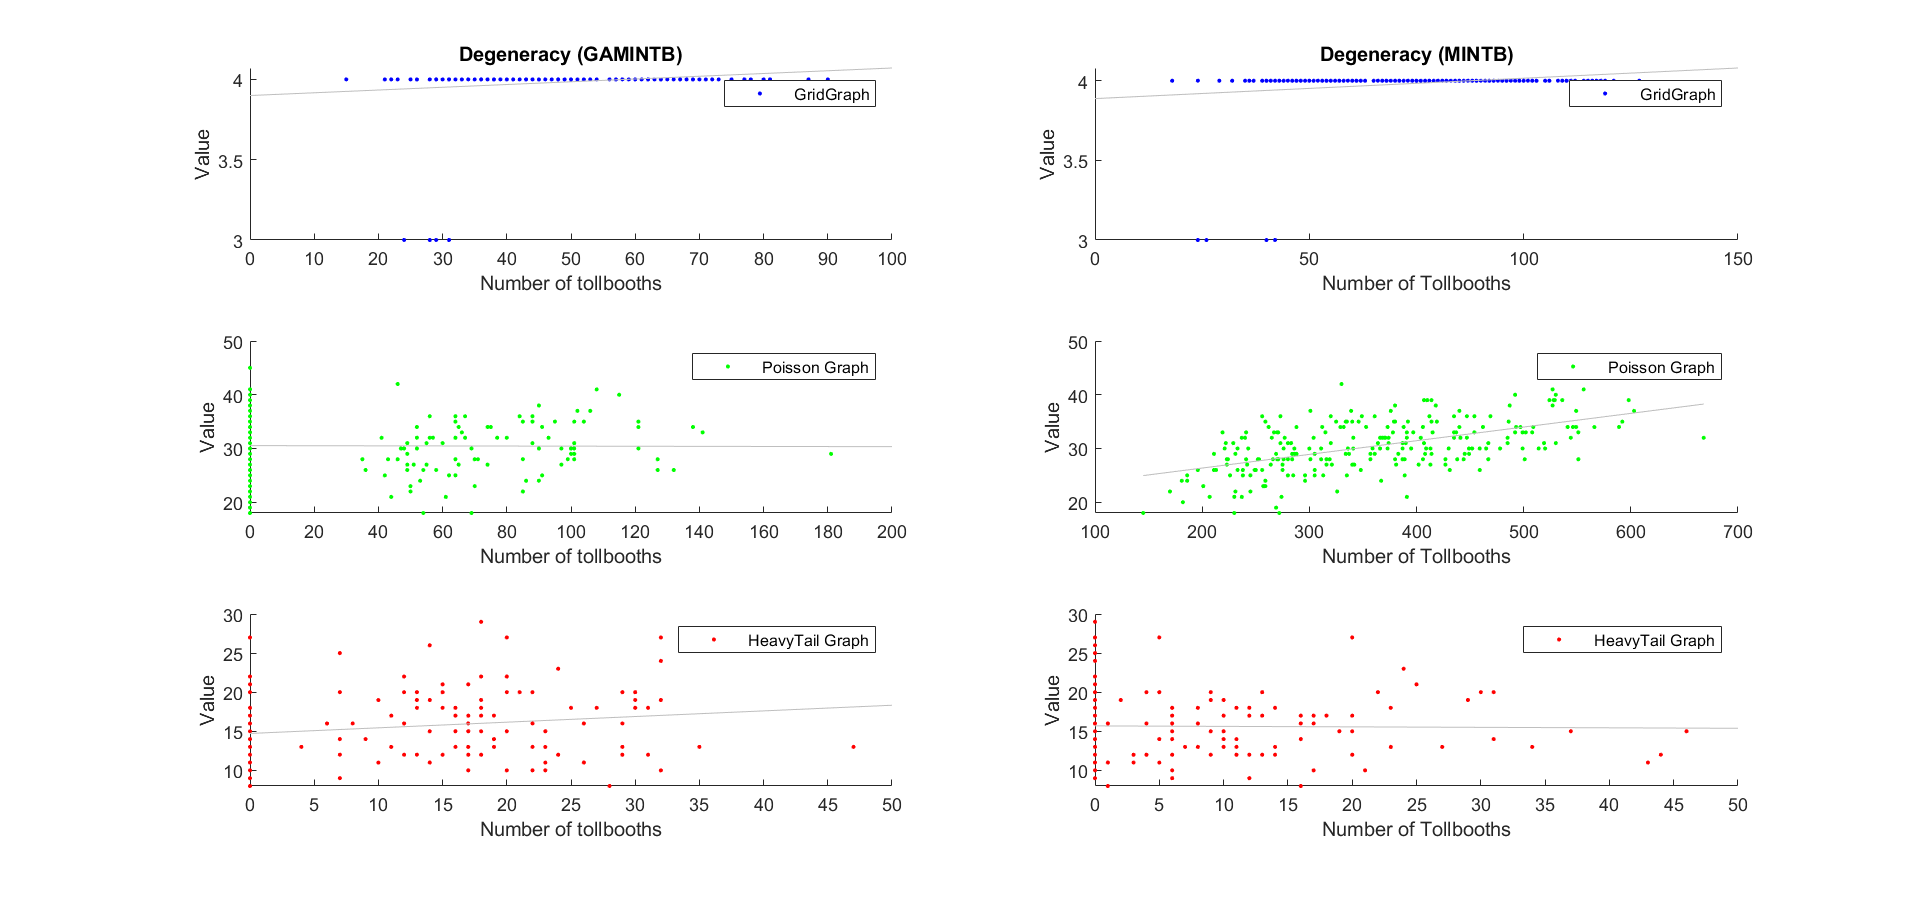 Degeneracy (GAMINTB)
4
3.5
3
Value
GridGraph
0 10 20 30 40 50 60 70 80 90 100
Number of tollbooths
Degeneracy (MINTB)
4
3.5
3
Value
GridGraph
0 50 100 150
Number of Tollbooths
50
40
30
20
Value
Poisson Graph
0 20 40 60 80 100 120 140 160 180 200
Number of tollbooths
50
40
30
20
Value
Poisson Graph
100 200 300 400 500 600 700
Number of Tollbooths
30
25
20
15
10
Value
HeavyTail Graph
0 5 10 15 20 25 30 35 40 45 50
Number of tollbooths
30
25
20
15
10
Value
HeavyTail Graph
0 5 10 15 20 25 30 35 40 45 50
Number of Tollbooths